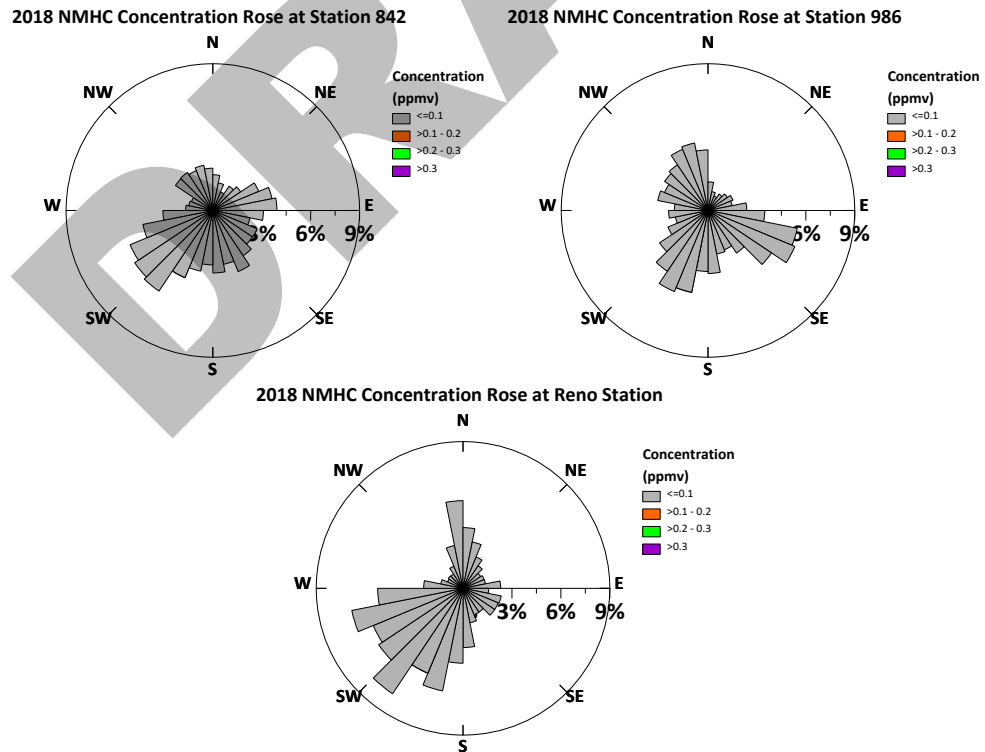 2018 NMHC Concentration Rose at Station 842
N
NW
NE
W
E
3%
6%
9%
SW
SE
S
Concentration
(ppmv)
<=0.1
>0.1 - 0.2
>0.2 - 0.3
>0.3
2018 NMHC Concentration Rose at Station 986
N
NW
NE
W
E
6%
9%
SW
SE
S
Concentration
(ppmv)
<=0.1
>0.1 - 0.2
>0.2 - 0.3
>0.3
2018 NMHC Concentration Rose at Reno Station
N
NW
NE
W
E
3%
6%
9%
SW
SE
S
Concentration
(ppmv)
<=0.1
>0.1 - 0.2
>0.2 - 0.3
>0.3